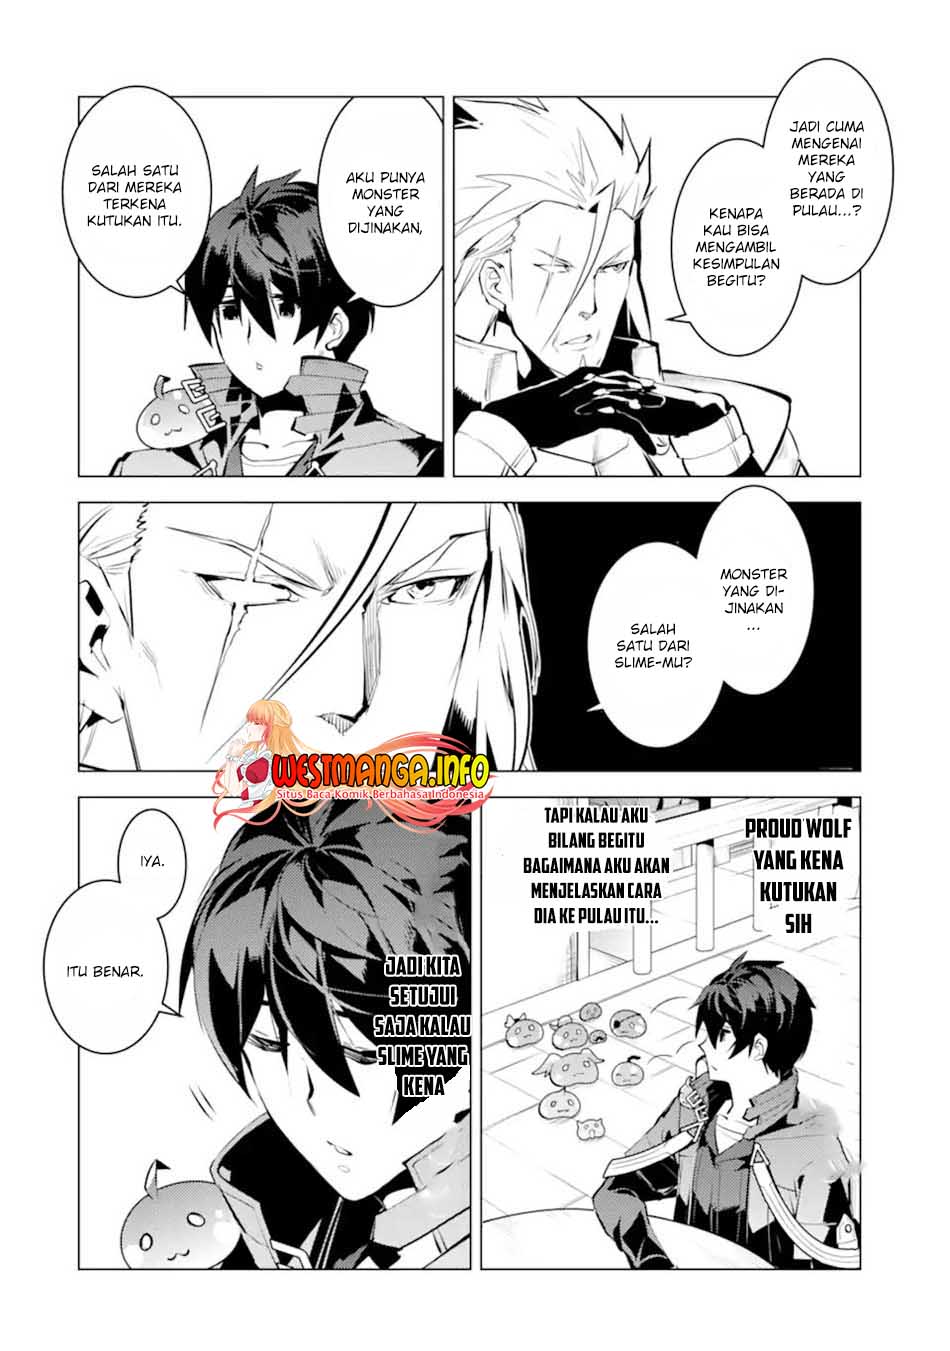 JADI CUMA
MENGENAI
MEREKA
YANG
BERADA DI
PULAU...?
KENAPA
KAU BISA
MENGAMBIL
KESIMPULAN
BEGITU?
AKU PUNYA
MONSTER
YANG
DIJINAKAN,
SALAH SATU
DARI MEREKA
TERKENA
KUTUKAN ITU.
MONSTER
YANG DI-
JINAKAN
...
SALAH
SATU DARI
SLIME-MU?
WESTMANGA.INFO
Situs Baca Komik Berbahasa Indonesia
PROUD WOLF
YANG KENA
KUTUKAN
SIH
TAPI KALAU AKU
BILANG BEGITU
BAGAIMANA AKU AKAN
MENJELASKAN CARA
DIA KE PULAU ITU...
JADI KITA
SETUJUI
SAJA KALAU
SLIME YANG
KENA
IYA.
ITU BENAR.